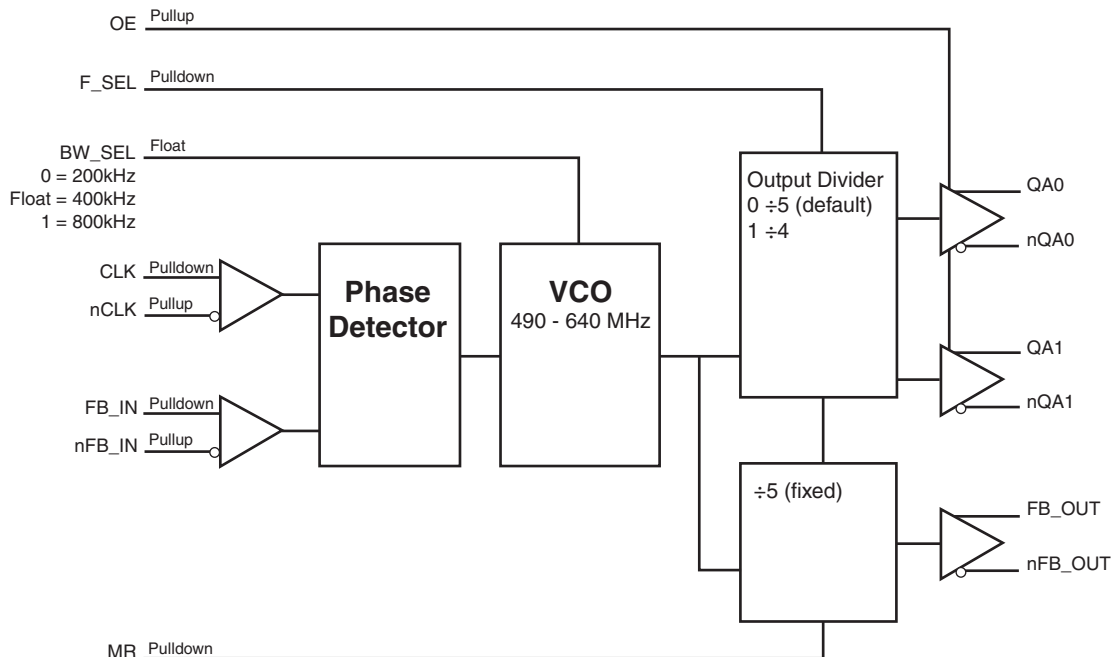 OE Pullup
F_SEL Pulldown
BW_SEL Float
0 = 200kHz
Float = 400kHz
1 = 800kHz
CLK Pulldown
nCLK Pullup
FB_IN Pulldown
nFB_IN Pullup
Phase
Detector
VCO
490 - 640 MHz
Output Divider
0 ÷5 (default)
1 ÷4
÷5 (fixed)
QA0
nQA0
QA1
nQA1
FB_OUT
nFB_OUT
MR Pulldown